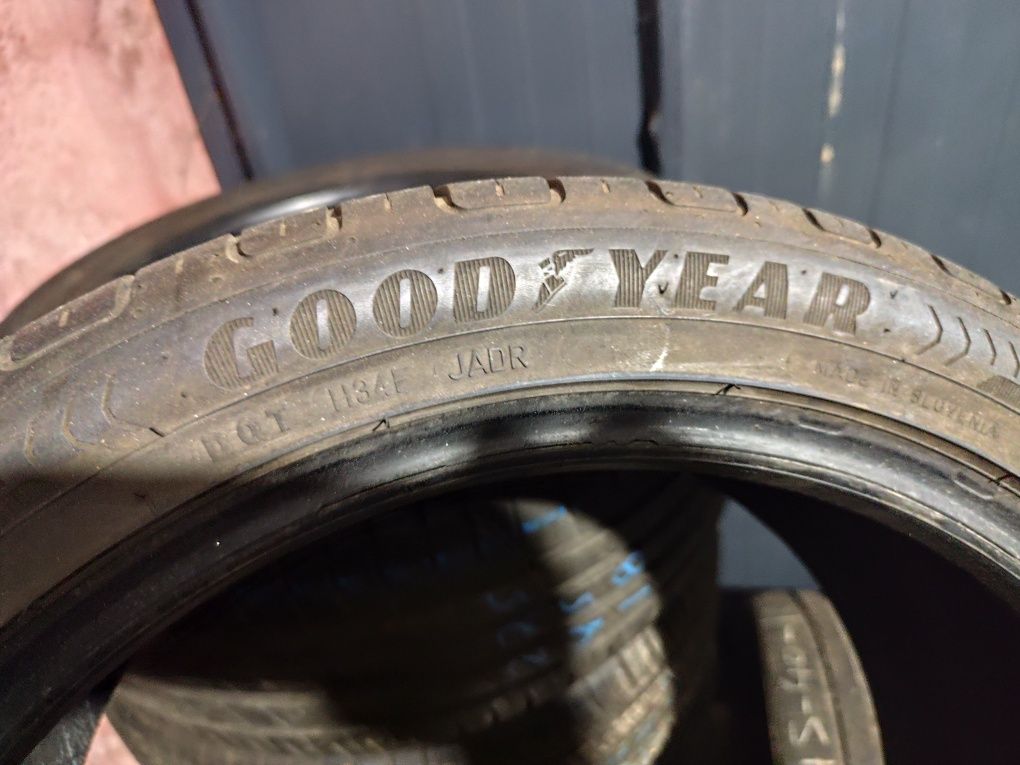 GOODYEAR
DOT 1134F JADR
MADE IN SLOVENIA